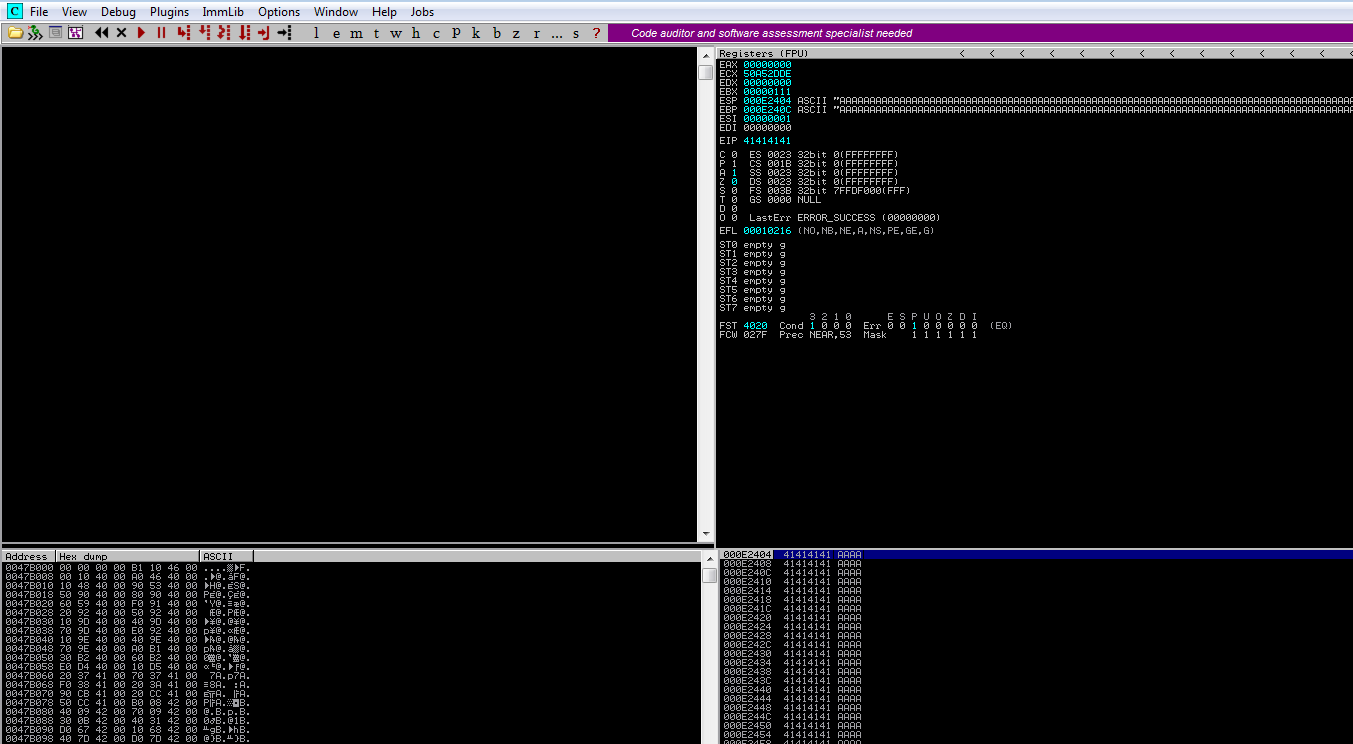 C File View Debug Plugins ImmLib Options Window Help Jobs
l e m t w h c p k b z r ... s ? Code auditor and software assessment specialist needed
Registers (FPU) < < < < < < < < < < < < < <
EAX 00000000
ECX 50A52DDE
EDX 00000000
EBX 00000111
ESP 000E2404 ASCII
EBP 000E240C ASCII
ESI 00000001
EDI 00000000
EIP 41414141
C 0 ES 0023 32bit 0(FFFFFFFF)
P 1 CS 001B 32bit 0(FFFFFFFF)
A 1 SS 0023 32bit 0(FFFFFFFF)
Z 0 DS 0023 32bit 0(FFFFFFFF)
S 0 FS 003B 32bit 7FFDF000(FFF)
T 0 GS 0000 NULL
D 0
O 0 LastErr ERROR_SUCCESS (00000000)
EFL 00010216 (NO,NB,NE,A,NS,PE,GE,G)
ST0 empty g
ST1 empty g
ST2 empty g
ST3 empty g
ST4 empty g
ST5 empty g
ST6 empty g
ST7 empty g
3 2 1 0 E S P U O Z D I
FST 4020 Cond 1 0 0 0 Err 0 0 1 0 0 0 0 0 (EQ)
FCW 027F Prec NEAR,53 Mask 1 1 1 1 1 1
Address Hex dump ASCII
0047B000 00 00 00 00 B1 10 46 00
0047B008 00 10 40 00 A0 46 40 00
0047B010 10 48 40 00 90 53 40 00
0047B018 50 90 40 00 80 90 40 00
0047B020 60 59 40 00 F0 91 40 00
0047B028 20 92 40 00 50 92 40 00
0047B030 10 9D 40 00 40 9D 40 00
0047B038 70 9D 40 00 E0 92 40 00
0047B040 10 9E 40 00 40 9E 40 00
0047B048 70 9E 40 00 A0 B1 40 00
0047B050 30 B2 40 00 60 B2 40 00
0047B058 E0 D4 40 00 10 D5 40 00
0047B060 20 37 41 00 70 37 41 00 7A.p7A.
0047B068 F0 38 41 00 20 3A 41 00 ≡8A. :A.
0047B070 90 CB 41 00 20 CC 41 00
0047B078 50 CC 41 00 B0 08 42 00
0047B080 40 09 42 00 70 09 42 00 @.B.p.B.
0047B088 30 0B 42 00 40 31 42 00 0♂B.@1B.
0047B090 D0 67 42 00 10 68 42 00
0047B098 40 7D 42 00 D0 7D 42 00
000E2404 41414141 AAAA
000E2408 41414141 AAAA
000E240C 41414141 AAAA
000E2410 41414141 AAAA
000E2414 41414141 AAAA
000E2418 41414141 AAAA
000E241C 41414141 AAAA
000E2420 41414141 AAAA
000E2424 41414141 AAAA
000E2428 41414141 AAAA
000E242C 41414141 AAAA
000E2430 41414141 AAAA
000E2434 41414141 AAAA
000E2438 41414141 AAAA
000E243C 41414141 AAAA
000E2440 41414141 AAAA
000E2444 41414141 AAAA
000E2448 41414141 AAAA
000E244C 41414141 AAAA
000E2450 41414141 AAAA
000E2454 41414141 AAAA
000E2458 41414141 AAAA